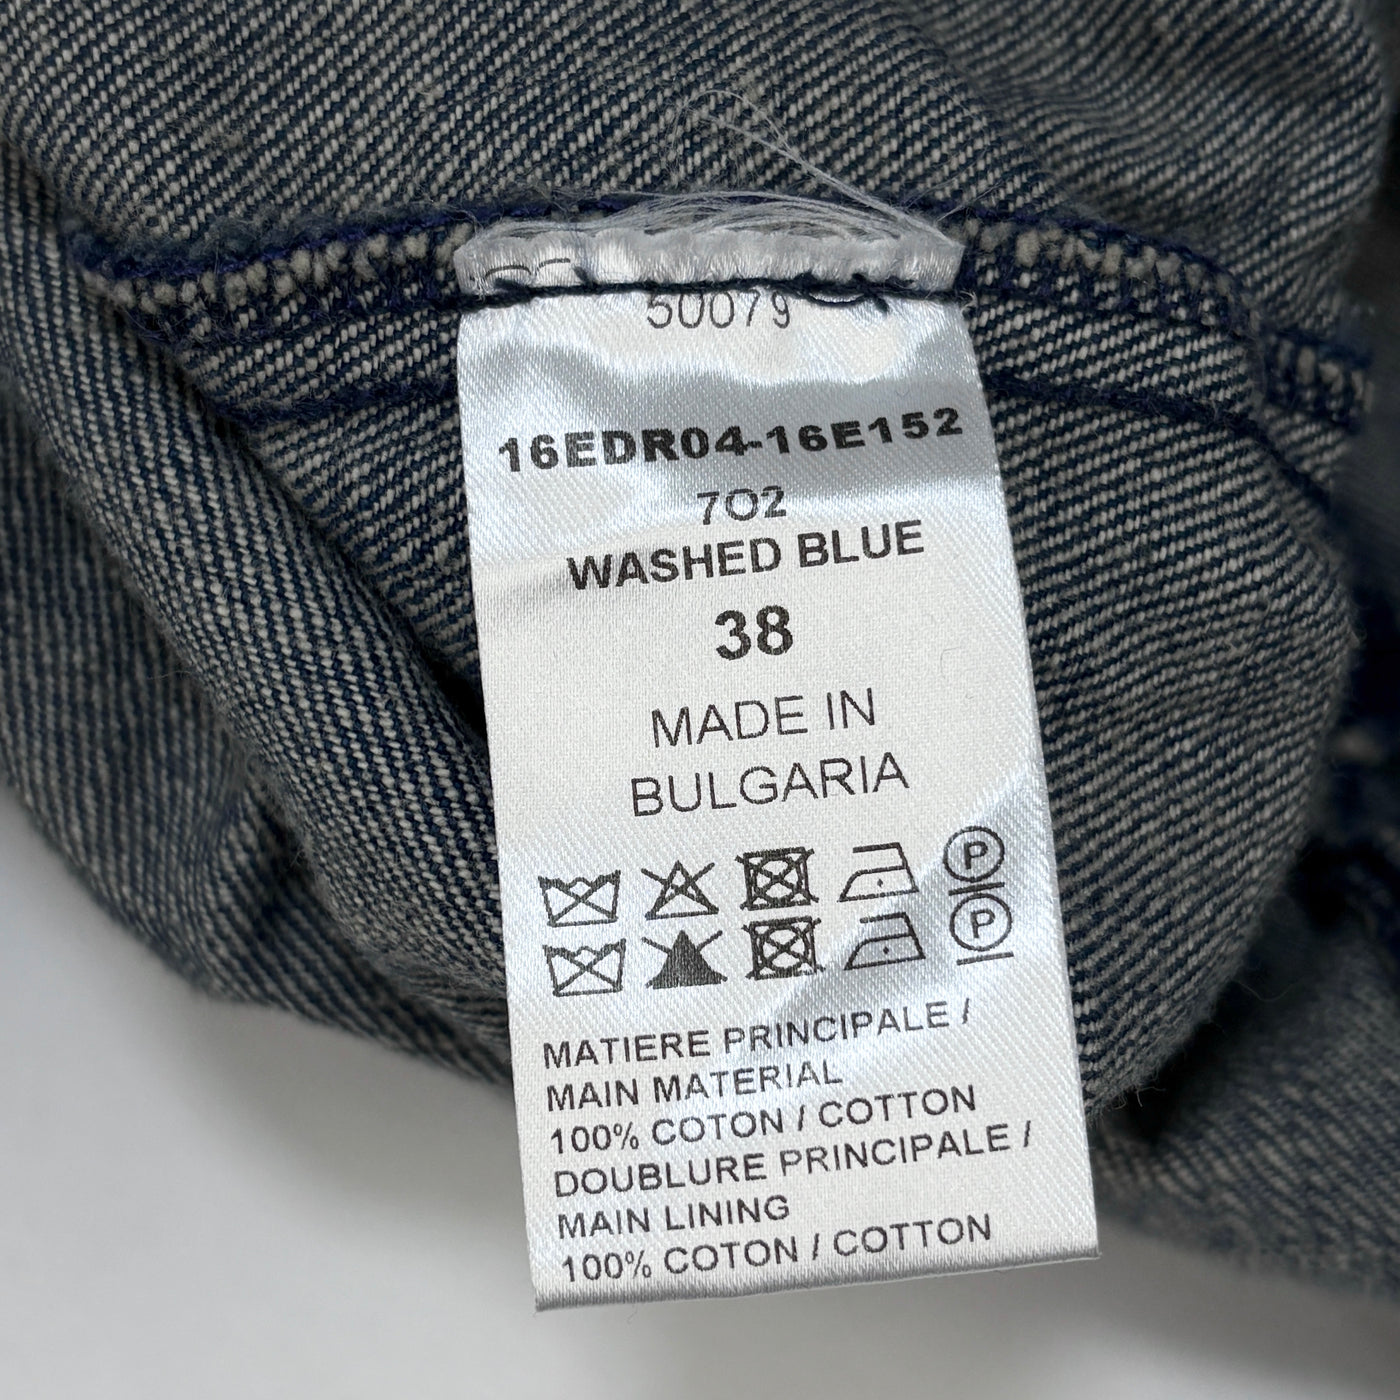 50079
16EDR04-16E152
702
WASHED BLUE
38
MADE IN
BULGARIA
P
P
MATIERE PRINCIPALE /
MAIN MATERIAL
100% COTON / COTTON
DOUBLURE PRINCIPALE /
MAIN LINING
100% COTON / COTTON